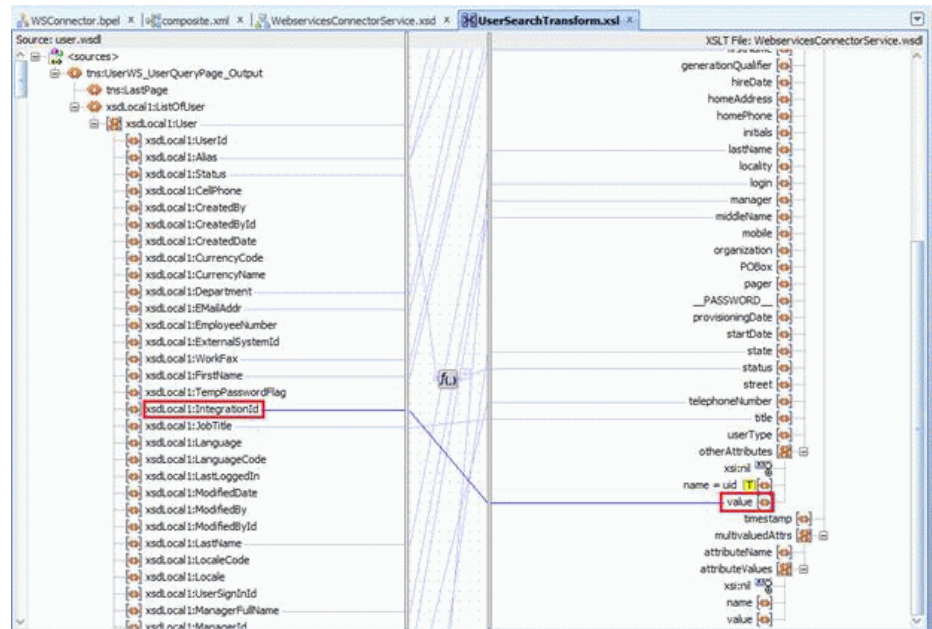 WSConnector.bpel
composite.xml
WebservicesConnectorService.xsd
UserSearchTransform.xsl
Source: user.wsdl
XSLT File: WebservicesConnectorService.wsdl
<sources>
tns:UserWS_UserQueryPage_Output
tns:LastPage
xsdLocal1:ListOfUser
xsdLocal1:User
xsdLocal1:UserId
xsdLocal1:Alias
xsdLocal1:Status
xsdLocal1:CellPhone
xsdLocal1:CreatedBy
xsdLocal1:CreatedById
xsdLocal1:CreatedDate
xsdLocal1:CurrencyCode
xsdLocal1:CurrencyName
xsdLocal1:Department
xsdLocal1:EMailAddr
xsdLocal1:EmployeeNumber
xsdLocal1:ExternalSystemId
xsdLocal1:WorkFax
xsdLocal1:FirstName
xsdLocal1:TempPasswordFlag
xsdLocal1:IntegrationId
xsdLocal1:JobTitle
xsdLocal1:Language
xsdLocal1:LanguageCode
xsdLocal1:LastLoggedIn
xsdLocal1:ModifiedDate
xsdLocal1:ModifiedBy
xsdLocal1:ModifiedById
xsdLocal1:LastName
xsdLocal1:LocaleCode
xsdLocal1:Locale
xsdLocal1:UserSignInId
xsdLocal1:ManagerFullName
xsdLocal1:ManagerId
generationQualifier
hireDate
homeAddress
homePhone
initials
lastName
locality
login
manager
middleName
mobile
organization
POBox
pager
__PASSWORD__
provisioningDate
startDate
state
status
street
telephoneNumber
title
userType
otherAttributes
xsi:nil
name = uid T
value
timestamp
multivaluedAttrs
attributeName
attributeValues
xsi:nil
name
value